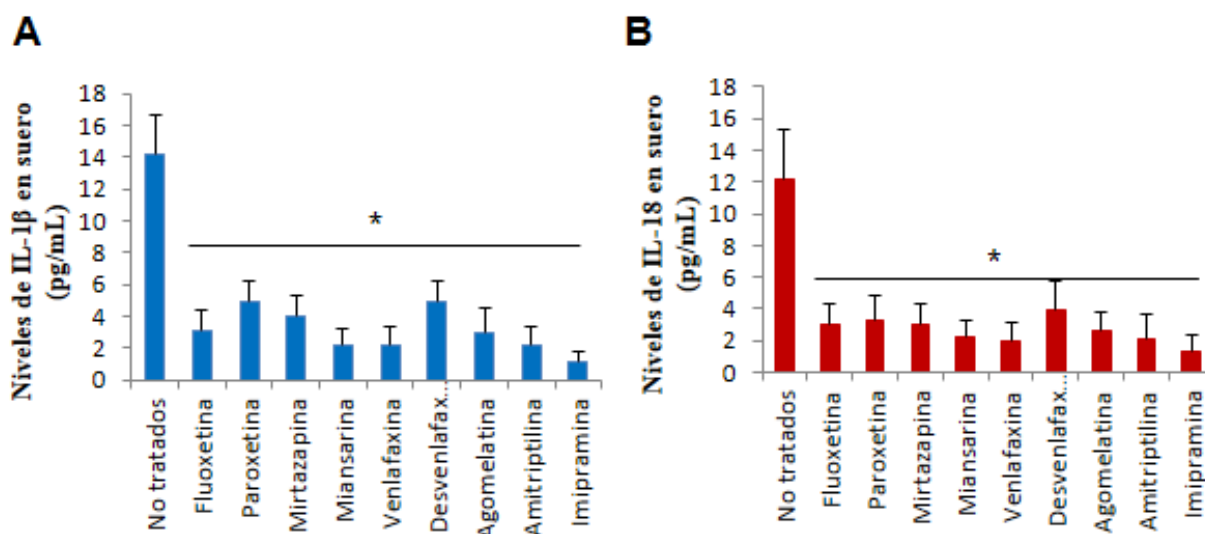 A
Niveles de IL-1β en suero
(pg/mL)
18
16
14
12
10
8
6
4
2
0
*
No tratados
Fluoxetina
Paroxetina
Mirtazapina
Miansarina
Venlafaxina
Desvenlafax...
Agomelatina
Amitriptilina
Imipramina
B
Niveles de IL-18 en suero
(pg/mL)
18
16
14
12
10
8
6
4
2
0
*
No tratados
Fluoxetina
Paroxetina
Mirtazapina
Miansarina
Venlafaxina
Desvenlafax...
Agomelatina
Amitriptilina
Imipramina